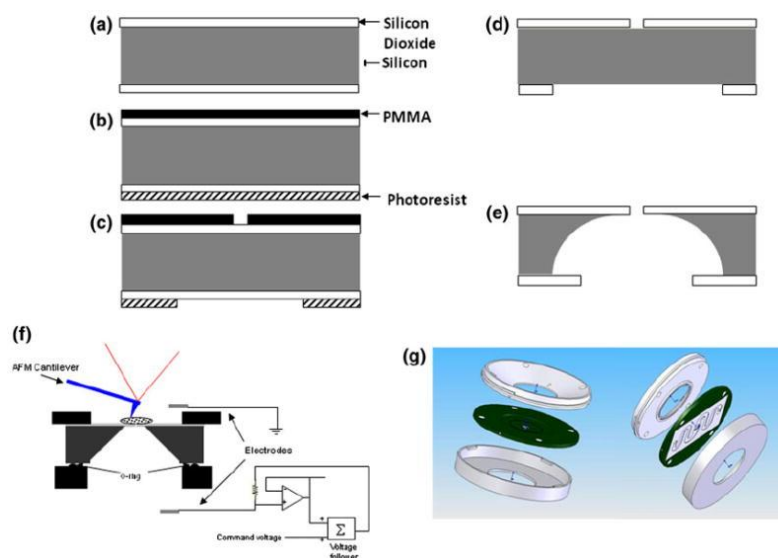 (a)
Silicon
Dioxide
Silicon
(b)
PMMA
Photoresist
(c)
(d)
(e)
(f)
AFM Cantilever
Electrodes
o-ring
Command voltage
Σ
Voltage
follower
(g)